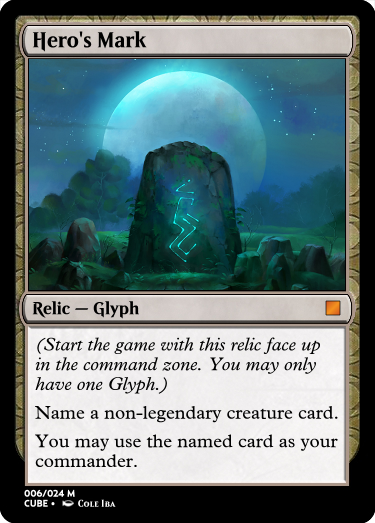 Hero's Mark
Relic — Glyph
(Start the game with this relic face up
in the command zone. You may only
have one Glyph.)
Name a non-legendary creature card.
You may use the named card as your
commander.
006/024 M
CUBE • Cole Iba